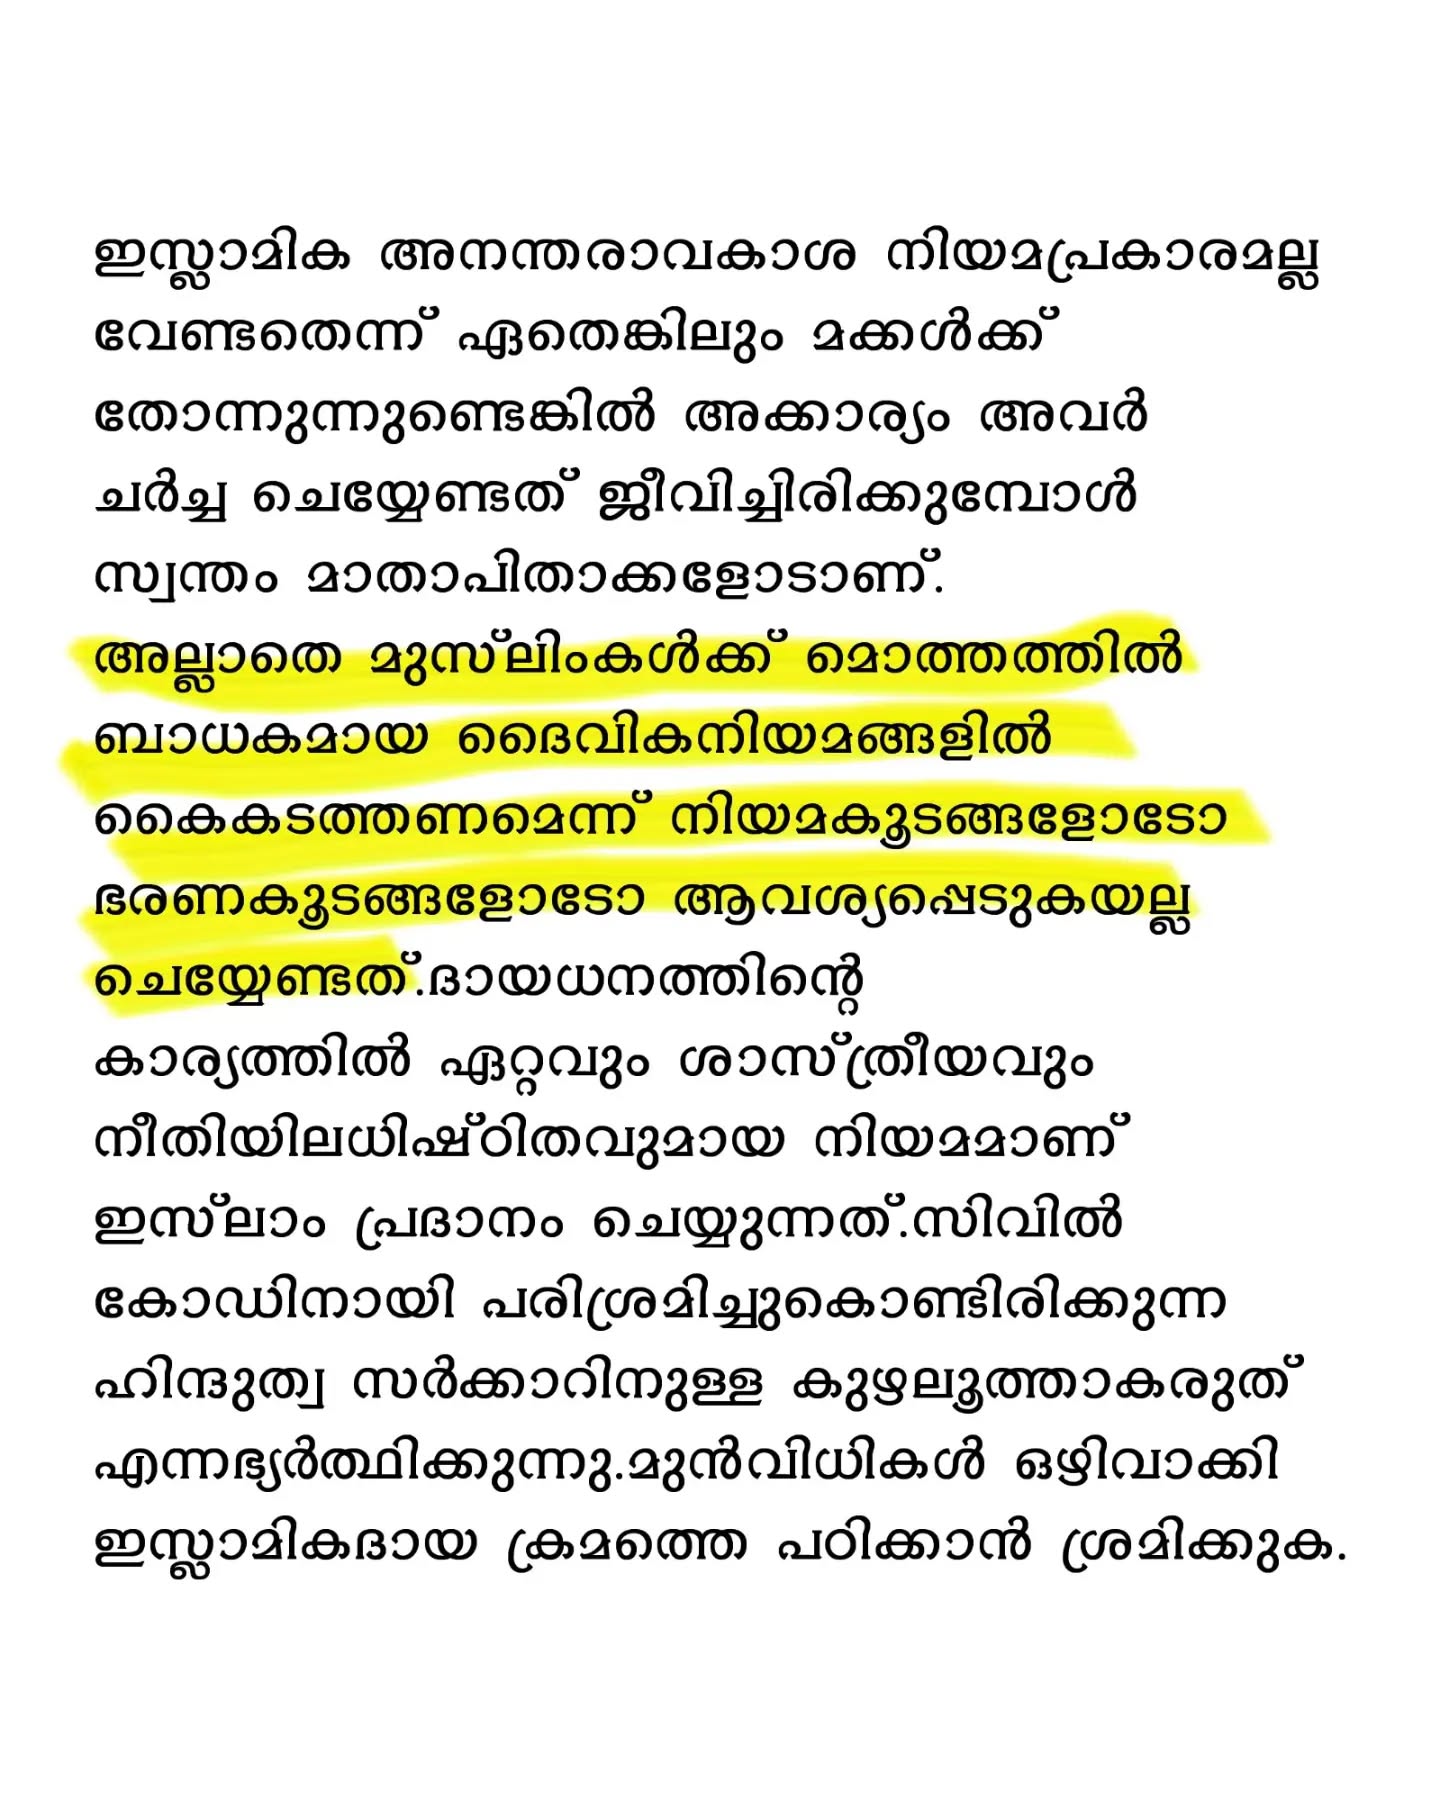 ഇസ്ലാമിക അനന്തരാവകാശ നിയമപ്രകാരമല്ല
വേണ്ടതെന്ന് ഏതെങ്കിലും മക്കൾക്ക്
തോന്നുന്നുണ്ടെങ്കിൽ അക്കാര്യം അവർ
ചർച്ച ചെയ്യേണ്ടത് ജീവിച്ചിരിക്കുമ്പോൾ
സ്വന്തം മാതാപിതാക്കളോടാണ്.
അല്ലാതെ മുസ്‌ലിംകൾക്ക് മൊത്തത്തിൽ
ബാധകമായ ദൈവികനിയമങ്ങളിൽ
കൈകടത്തണമെന്ന് നിയമകൂടങ്ങളോടോ
ഭരണകൂടങ്ങളോടോ ആവശ്യപ്പെടുകയല്ല
ചെയ്യേണ്ടത്.ദായധനത്തിന്റെ
കാര്യത്തിൽ ഏറ്റവും ശാസ്ത്രീയവും
നീതിയിലധിഷ്ഠിതവുമായ നിയമമാണ്
ഇസ്‌ലാം പ്രദാനം ചെയ്യുന്നത്.സിവിൽ
കോഡിനായി പരിശ്രമിച്ചുകൊണ്ടിരിക്കുന്ന
ഹിന്ദുത്വ സർക്കാറിനുള്ള കുഴലൂത്താകരുത്
എന്നഭ്യർത്ഥിക്കുന്നു.മുൻവിധികൾ ഒഴിവാക്കി
ഇസ്ലാമികദായ ക്രമത്തെ പഠിക്കാൻ ശ്രമിക്കുക.